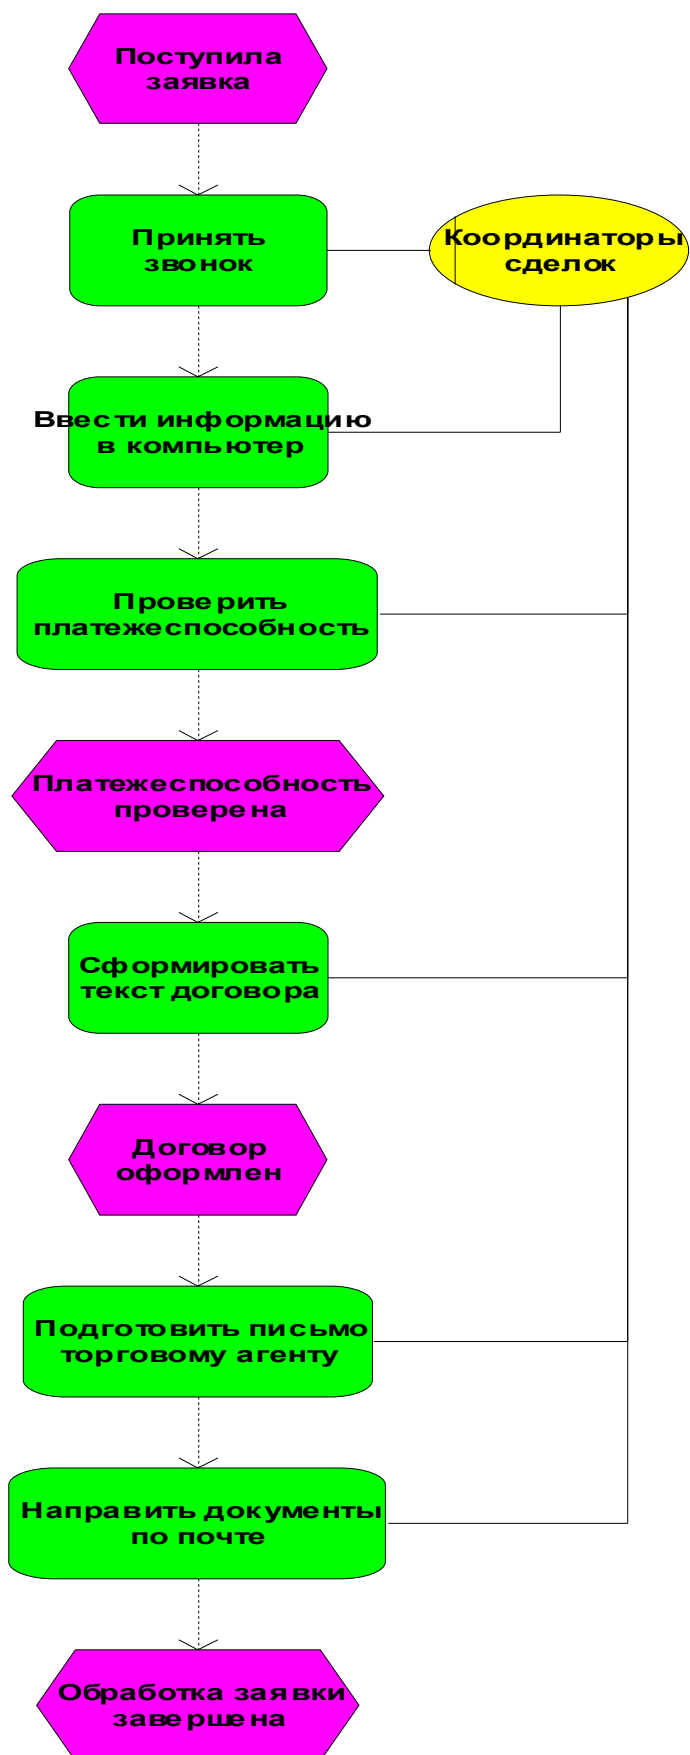 Поступила
заявка
Принять
звонок
Координаторы
сделок
Ввести информацию
в компьютер
Проверить
платежеспособность
Платежеспособность
проверена
Сформировать
текст договора
Договор
оформлен
Подготовить письмо
торговому агенту
Направить документы
по почте
Обработка заявки
завершена